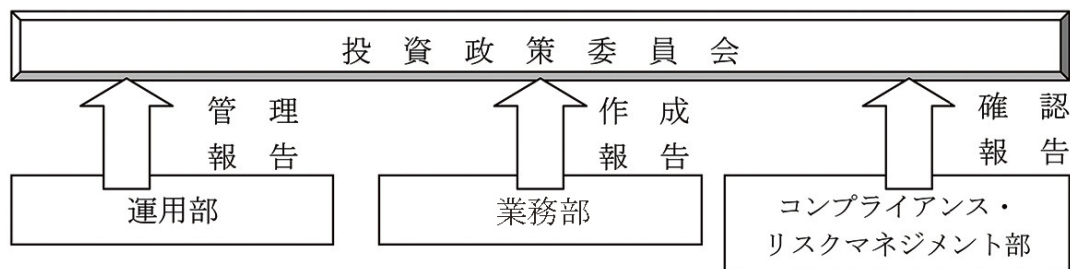 投資政策委員会
管理
報告
作成
報告
確認
報告
運用部
業務部
コンプライアンス・
リスクマネジメント部